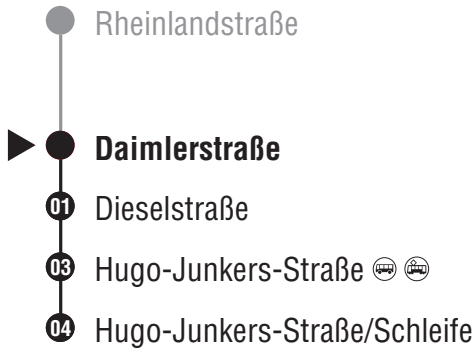 Rheinlandstraße
Daimlerstraße
01 Dieselstraße
03 Hugo-Junkers-Straße
04 Hugo-Junkers-Straße/Schleife